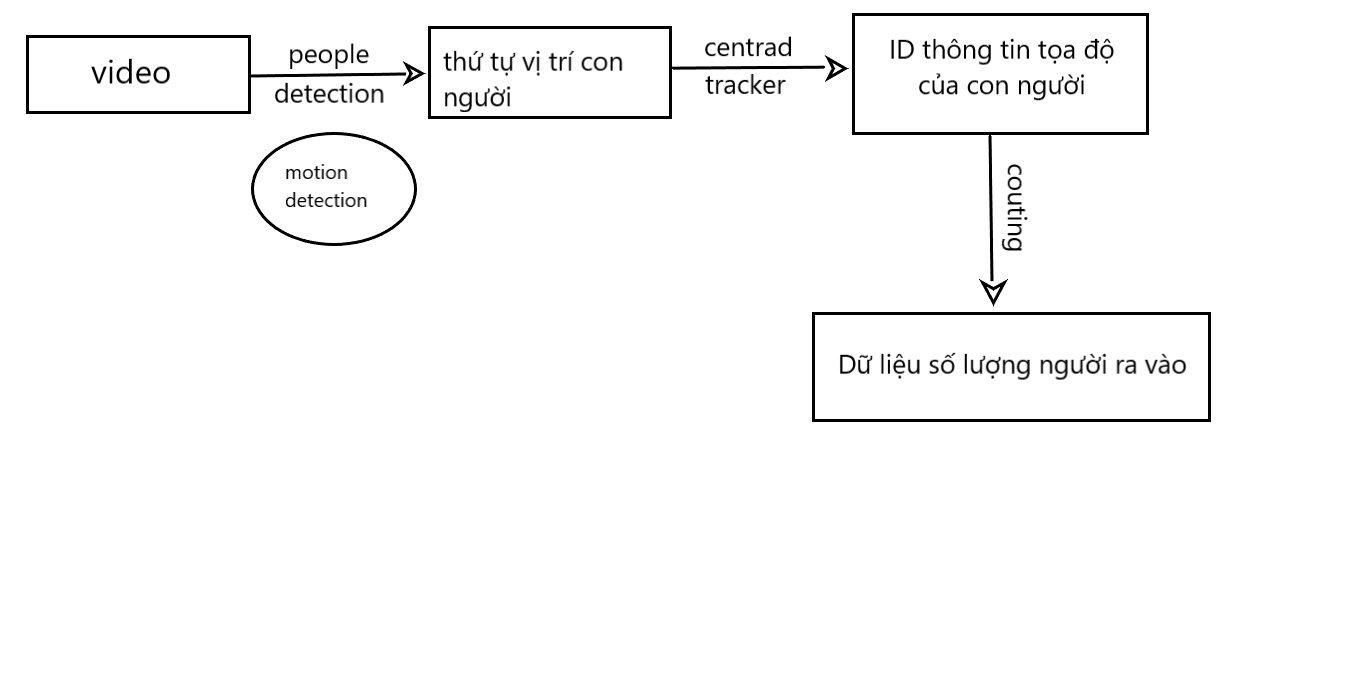 video
people
detection
motion
detection
thứ tự vị trí con
người
centrad
tracker
ID thông tin tọa độ
của con người
couting
Dữ liệu số lượng người ra vào